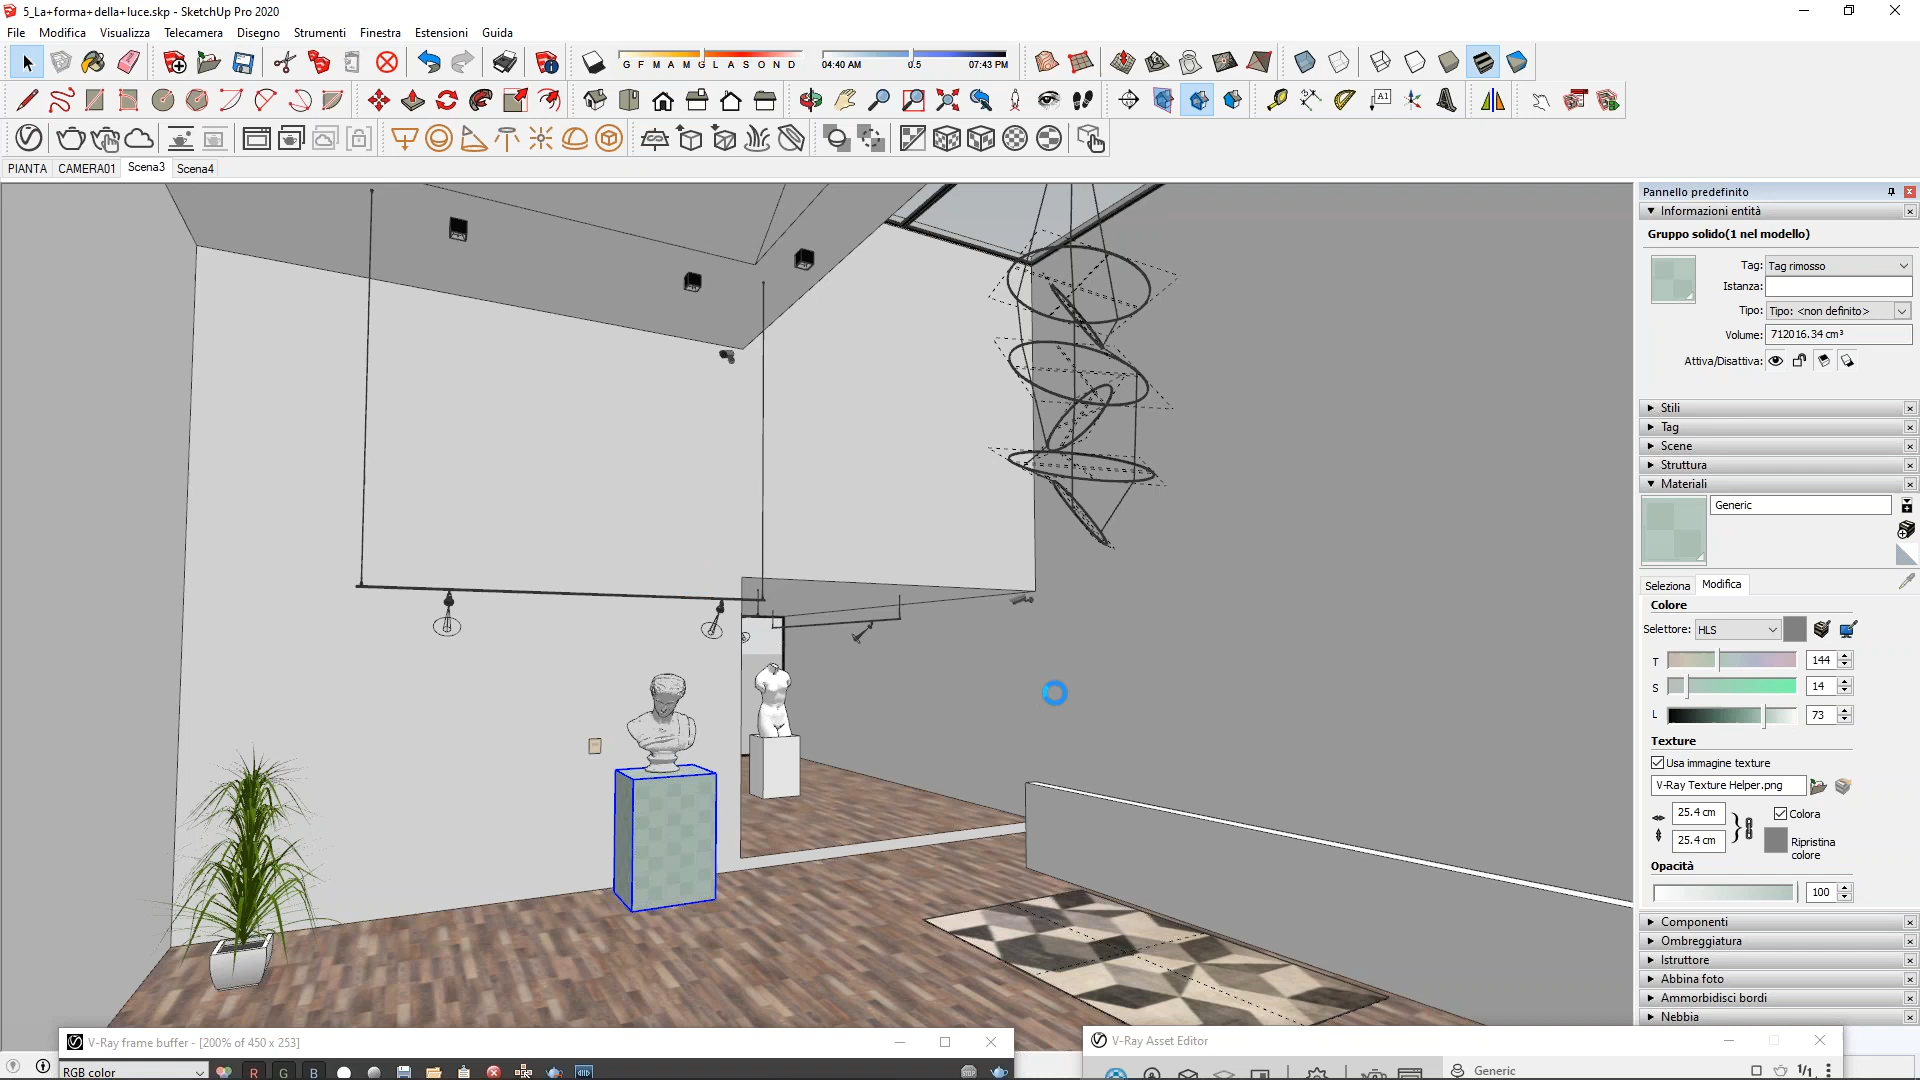 5_La+forma+della+luce.skp - SketchUp Pro 2020
File Modifica Visualizza Telecamera Disegno Strumenti Finestra Estensioni Guida
G F M A M G L A S O N D
04:40 AM 0.5 07:43 PM
PIANTA CAMERA01 Scena3 Scena4
Pannello predefinito
Informazioni entità
Gruppo solido(1 nel modello)
Tag: Tag rimosso
Istanza:
Tipo: Tipo: <non definito>
Volume: 712016.34 cm³
Attiva/Disattiva:
Stili
Tag
Scene
Struttura
Materiali
Generic
Seleziona Modifica
Colore
Selettore: HLS
T 144
S 14
L 73
Texture
Usa immagine texture
V-Ray Texture Helper.png
25.4 cm
Colora
25.4 cm
Ripristina
colore
Opacità
100
Componenti
Ombreggiatura
Istruttore
Abbina foto
Ammorbidisci bordi
Nebbia
V-Ray frame buffer - [200% of 450 x 253]
RGB color
R G B
STOP
V-Ray Asset Editor
Generic
1/1